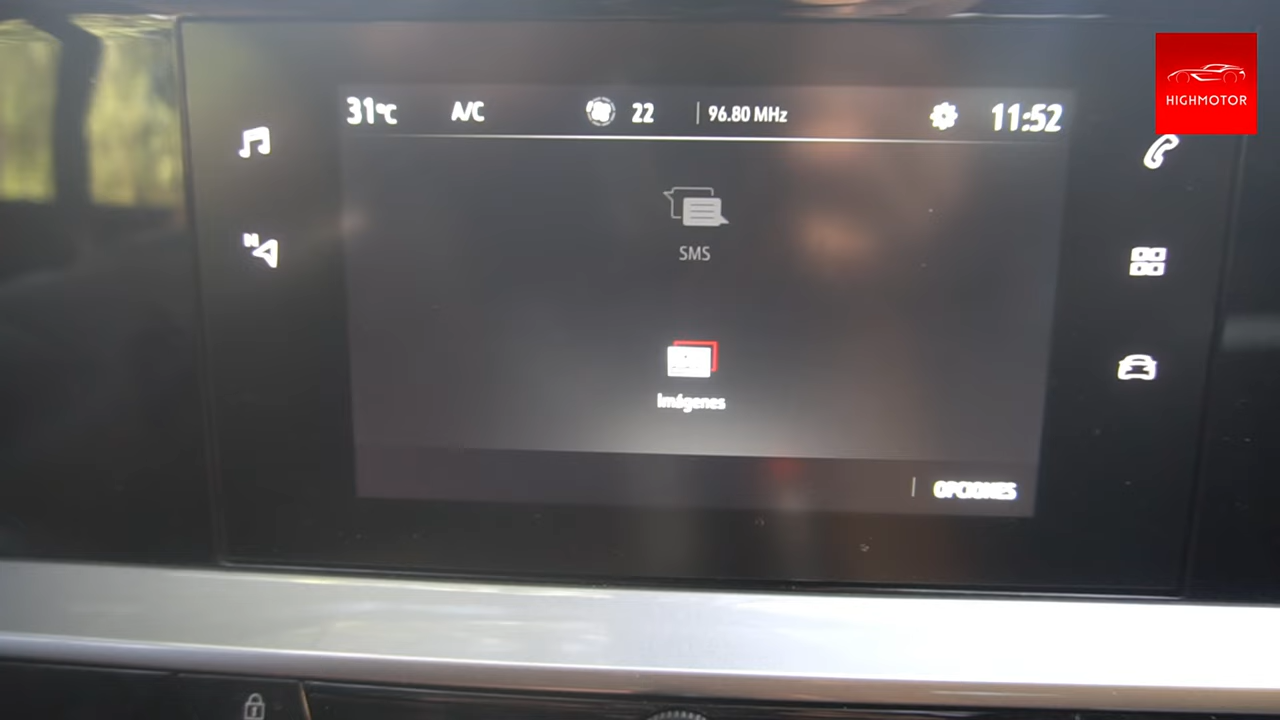 31°C A/C 22 96.80 MHz 11:52
HIGHMOTOR
N
SMS
Imágenes
OPCIONES